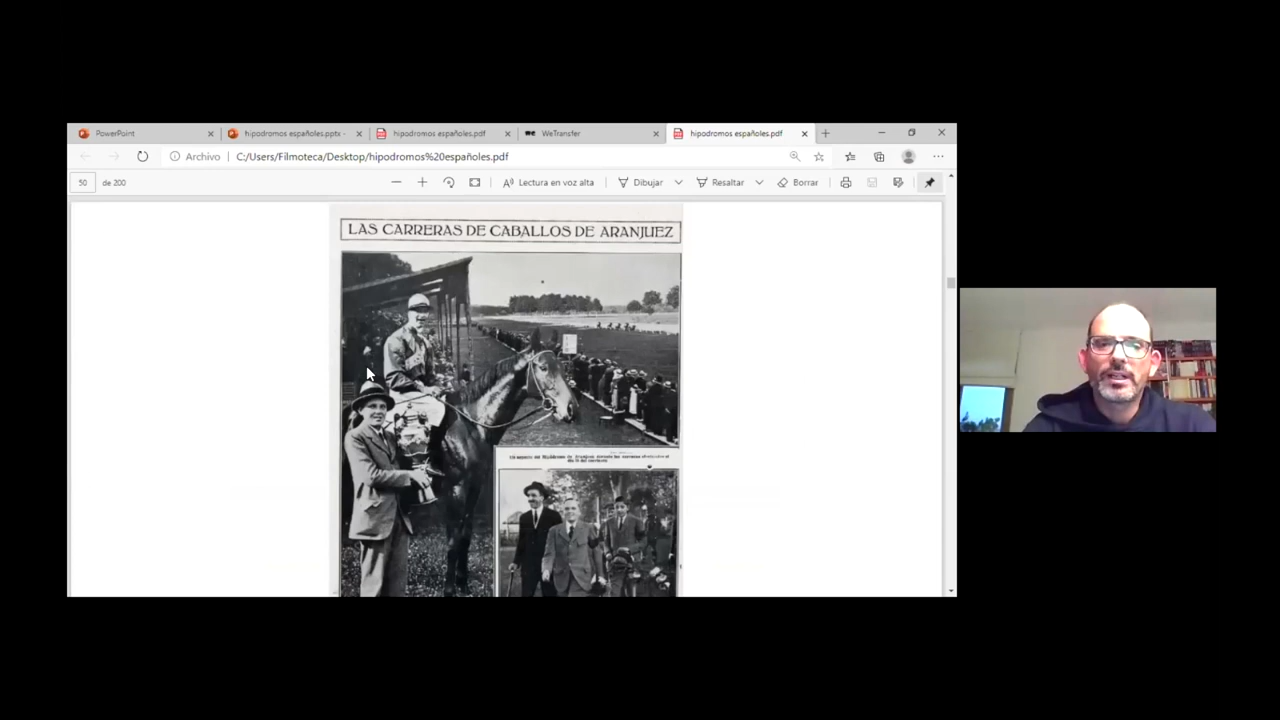 PowerPoint
hipodromos españoles.pptx -
hipodromos españoles.pdf
WeTransfer
hipodromos españoles.pdf
Archivo
C:/Users/Filmoteca/Desktop/hipodromos%20españoles.pdf
50 de 200
Lectura en voz alta
Dibujar
Resaltar
Borrar
LAS CARRERAS DE CABALLOS DE ARANJUEZ